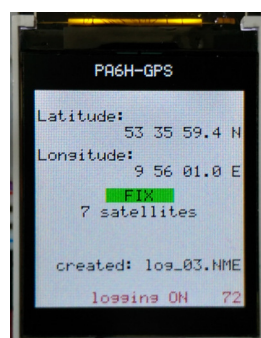 PA6H-GPS
Latitude:
53 35 59.4 N
Longitude:
9 56 01.0 E
FIX
7 satellites
created: log_03.NME
logging ON 72